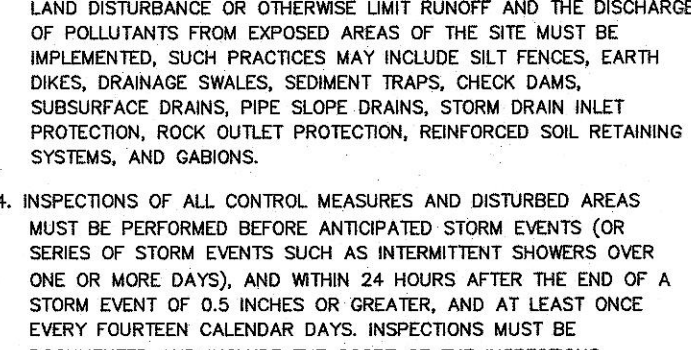 LAND DISTURBANCE OR OTHERWISE LIMIT RUNOFF AND THE DISCHARGE
OF POLLUTANTS FROM EXPOSED AREAS OF THE SITE MUST BE
IMPLEMENTED, SUCH PRACTICES MAY INCLUDE SILT FENCES, EARTH
DIKES, DRAINAGE SWALES, SEDIMENT TRAPS, CHECK DAMS,
SUBSURFACE DRAINS, PIPE SLOPE DRAINS, STORM DRAIN INLET
PROTECTION, ROCK OUTLET PROTECTION, REINFORCED SOIL RETAINING
SYSTEMS, AND GABIONS.
4. INSPECTIONS OF ALL CONTROL MEASURES AND DISTURBED AREAS
MUST BE PERFORMED BEFORE ANTICIPATED STORM EVENTS (OR
SERIES OF STORM EVENTS SUCH AS INTERMITTENT SHOWERS OVER
ONE OR MORE DAYS), AND WITHIN 24 HOURS AFTER THE END OF A
STORM EVENT OF 0.5 INCHES OR GREATER, AND AT LEAST ONCE
EVERY FOURTEEN CALENDAR DAYS. INSPECTIONS MUST BE